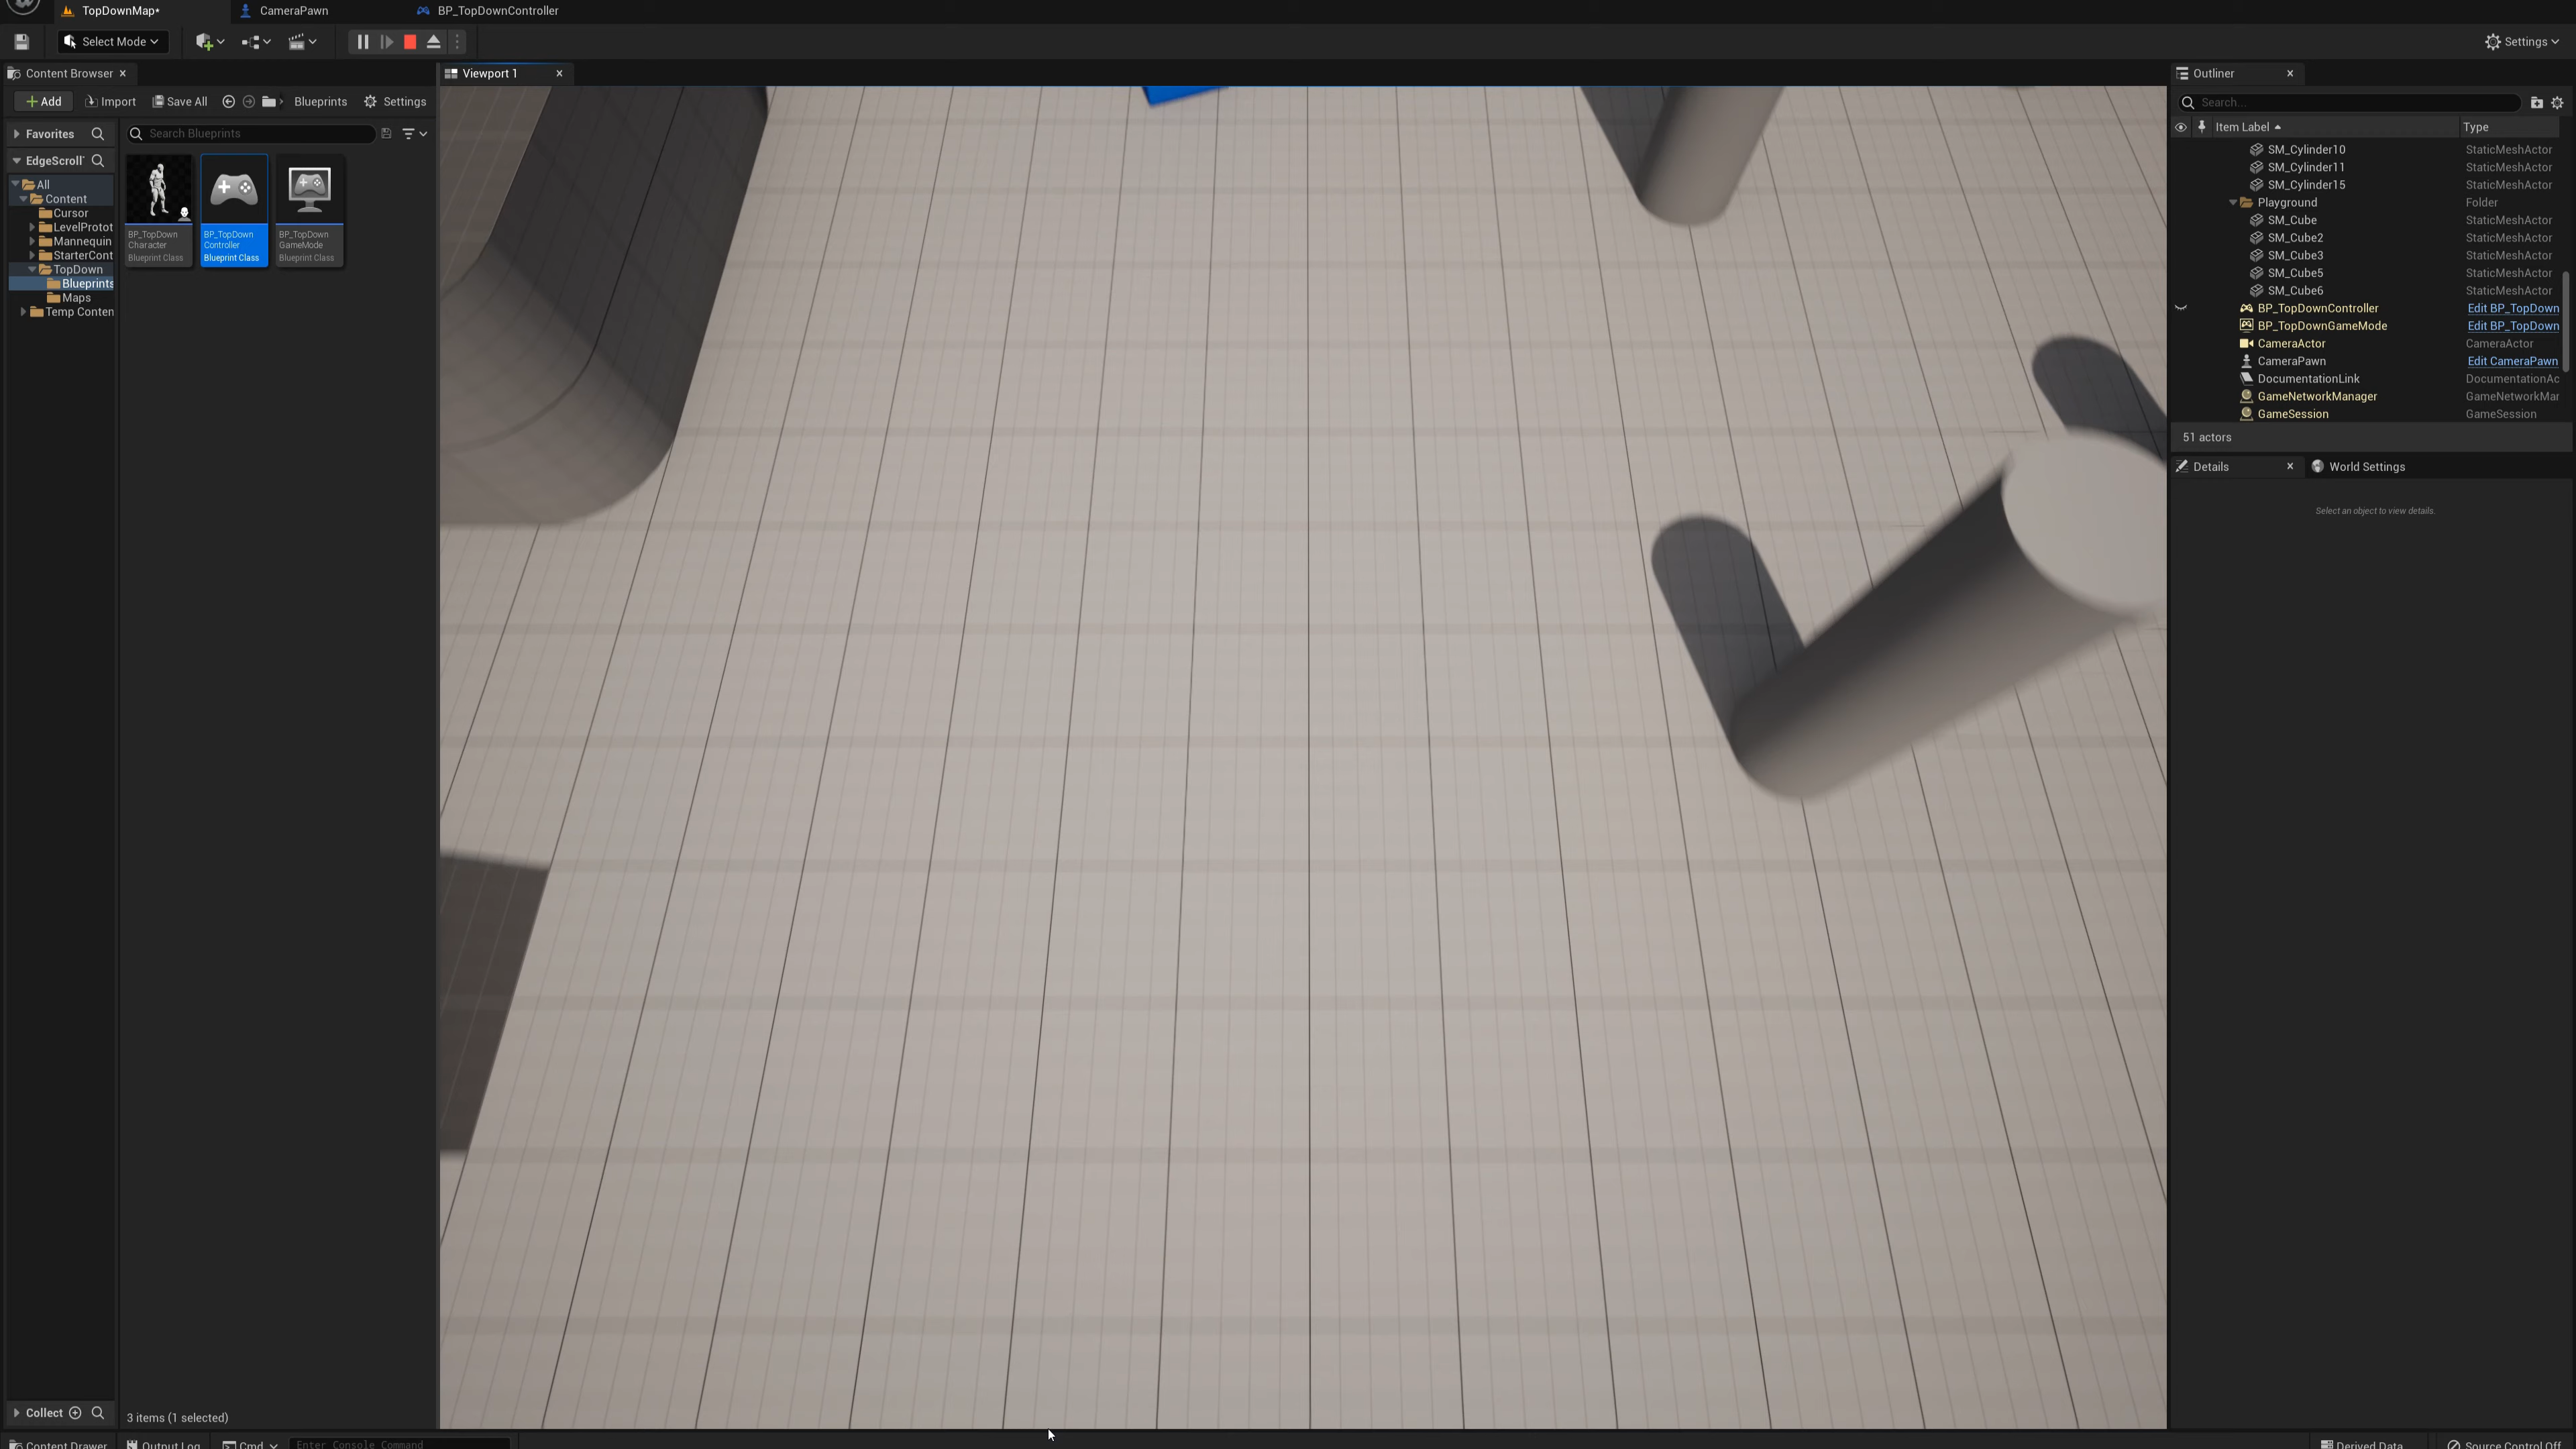 TopDownMap*
CameraPawn
BP_TopDownController
Select Mode
Settings
Content Browser
Viewport 1
Outliner
Add
Import
Save All
Blueprints
Settings
Search...
Favorites
Search Blueprints
Item Label
Type
EdgeScroll
All
Content
Cursor
LevelProtot
Mannequin
StarterCont
TopDown
Blueprints
Maps
Temp Conten
BP_TopDown
Character
Blueprint Class
BP_TopDown
Controller
Blueprint Class
BP_TopDown
GameMode
Blueprint Class
SM_Cylinder10 StaticMeshActor
SM_Cylinder11 StaticMeshActor
SM_Cylinder15 StaticMeshActor
Playground Folder
SM_Cube StaticMeshActor
SM_Cube2 StaticMeshActor
SM_Cube3 StaticMeshActor
SM_Cube5 StaticMeshActor
SM_Cube6 StaticMeshActor
BP_TopDownController Edit BP_TopDown
BP_TopDownGameMode Edit BP_TopDown
CameraActor CameraActor
CameraPawn Edit CameraPawn
DocumentationLink DocumentationAc
GameNetworkManager GameNetworkMar
GameSession GameSession
51 actors
Details
World Settings
Select an object to view details.
Collect
3 items (1 selected)
Content Drawer
Output Log
Cmd
Enter Console Command
Derived Data
Source Control Off